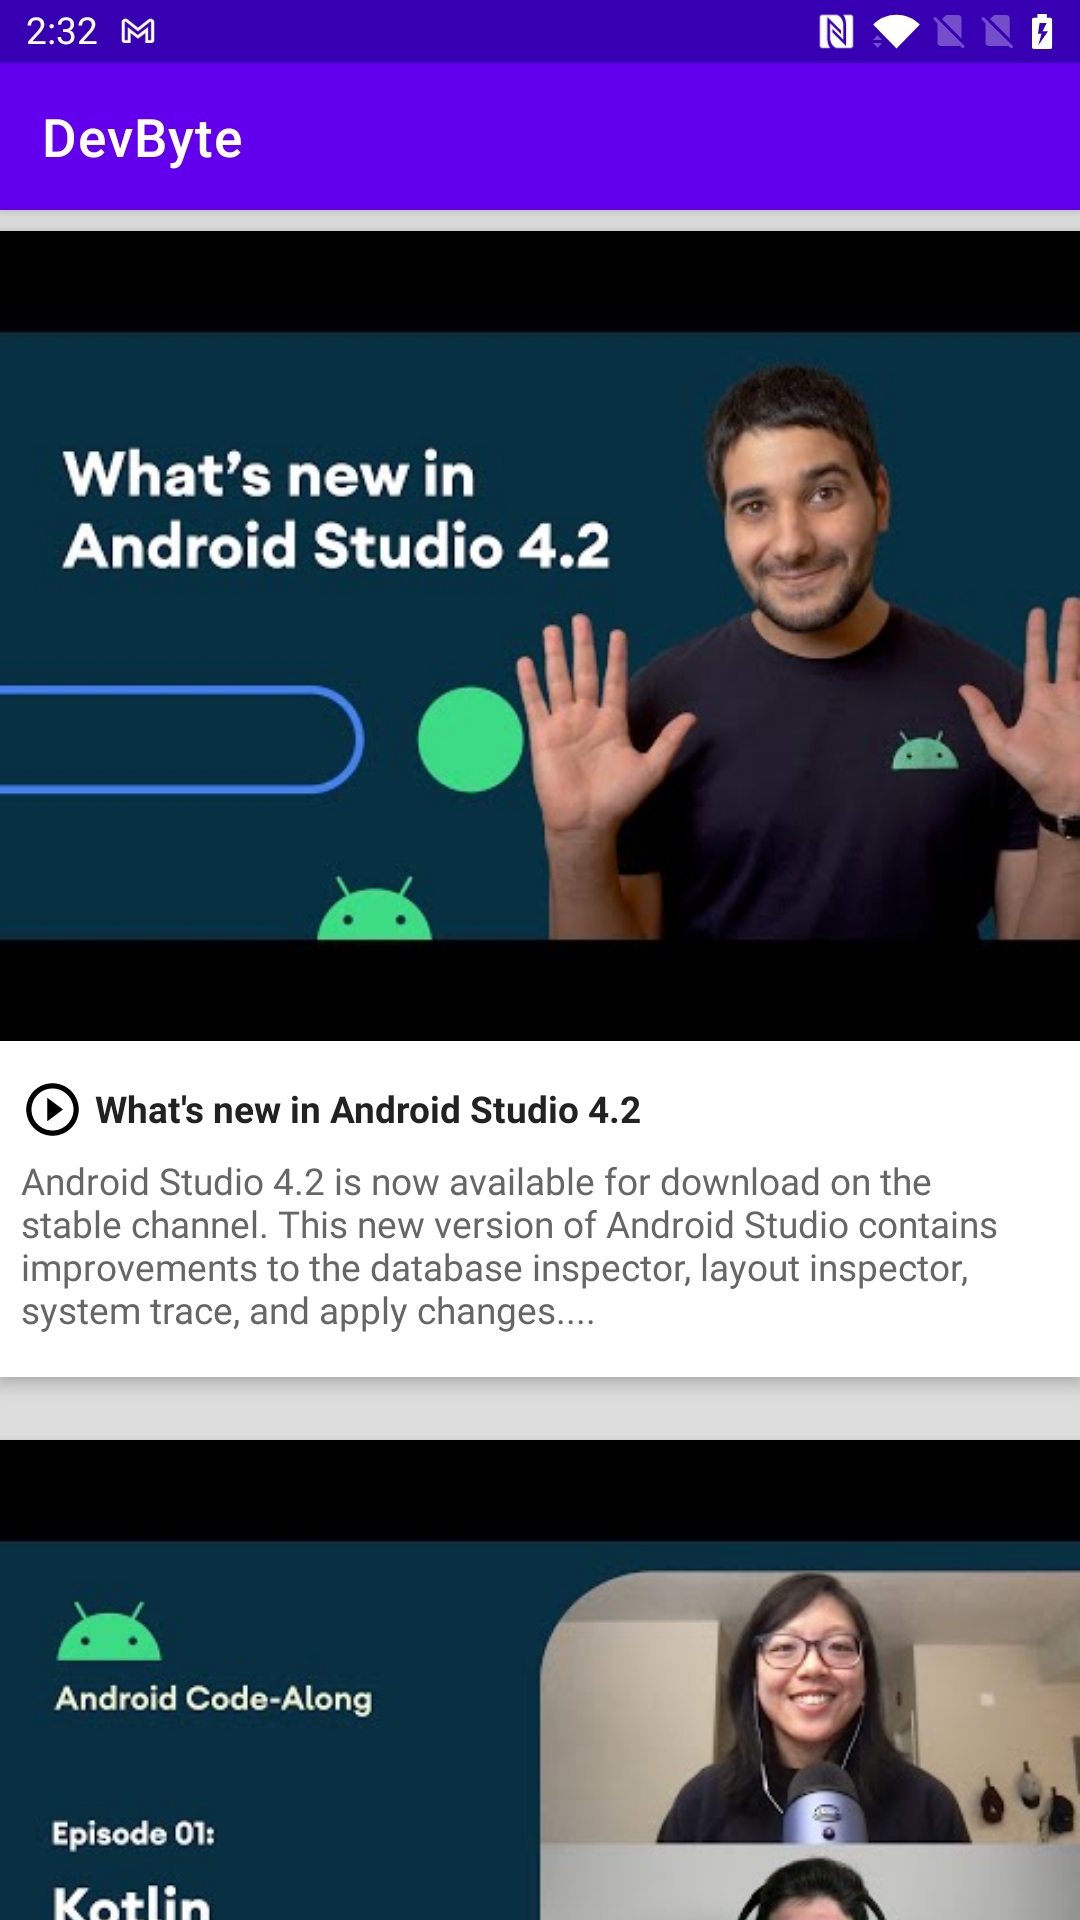 2:32
DevByte
What's new in
Android Studio 4.2
What's new in Android Studio 4.2
Android Studio 4.2 is now available for download on the
stable channel. This new version of Android Studio contains
improvements to the database inspector, layout inspector,
system trace, and apply changes....
Android Code-Along
Episode 01:
Kotlin